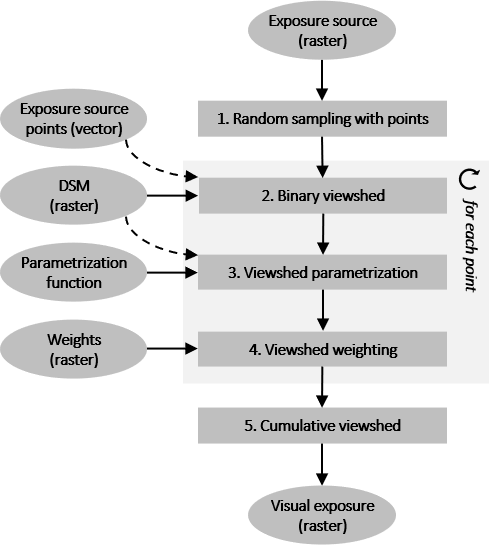 Exposure source
(raster)
1. Random sampling with points
Exposure source
points (vector)
2. Binary viewshed
DSM
(raster)
for each point
3. Viewshed parametrization
Parametrization
function
4. Viewshed weighting
Weights
(raster)
5. Cumulative viewshed
Visual exposure
(raster)